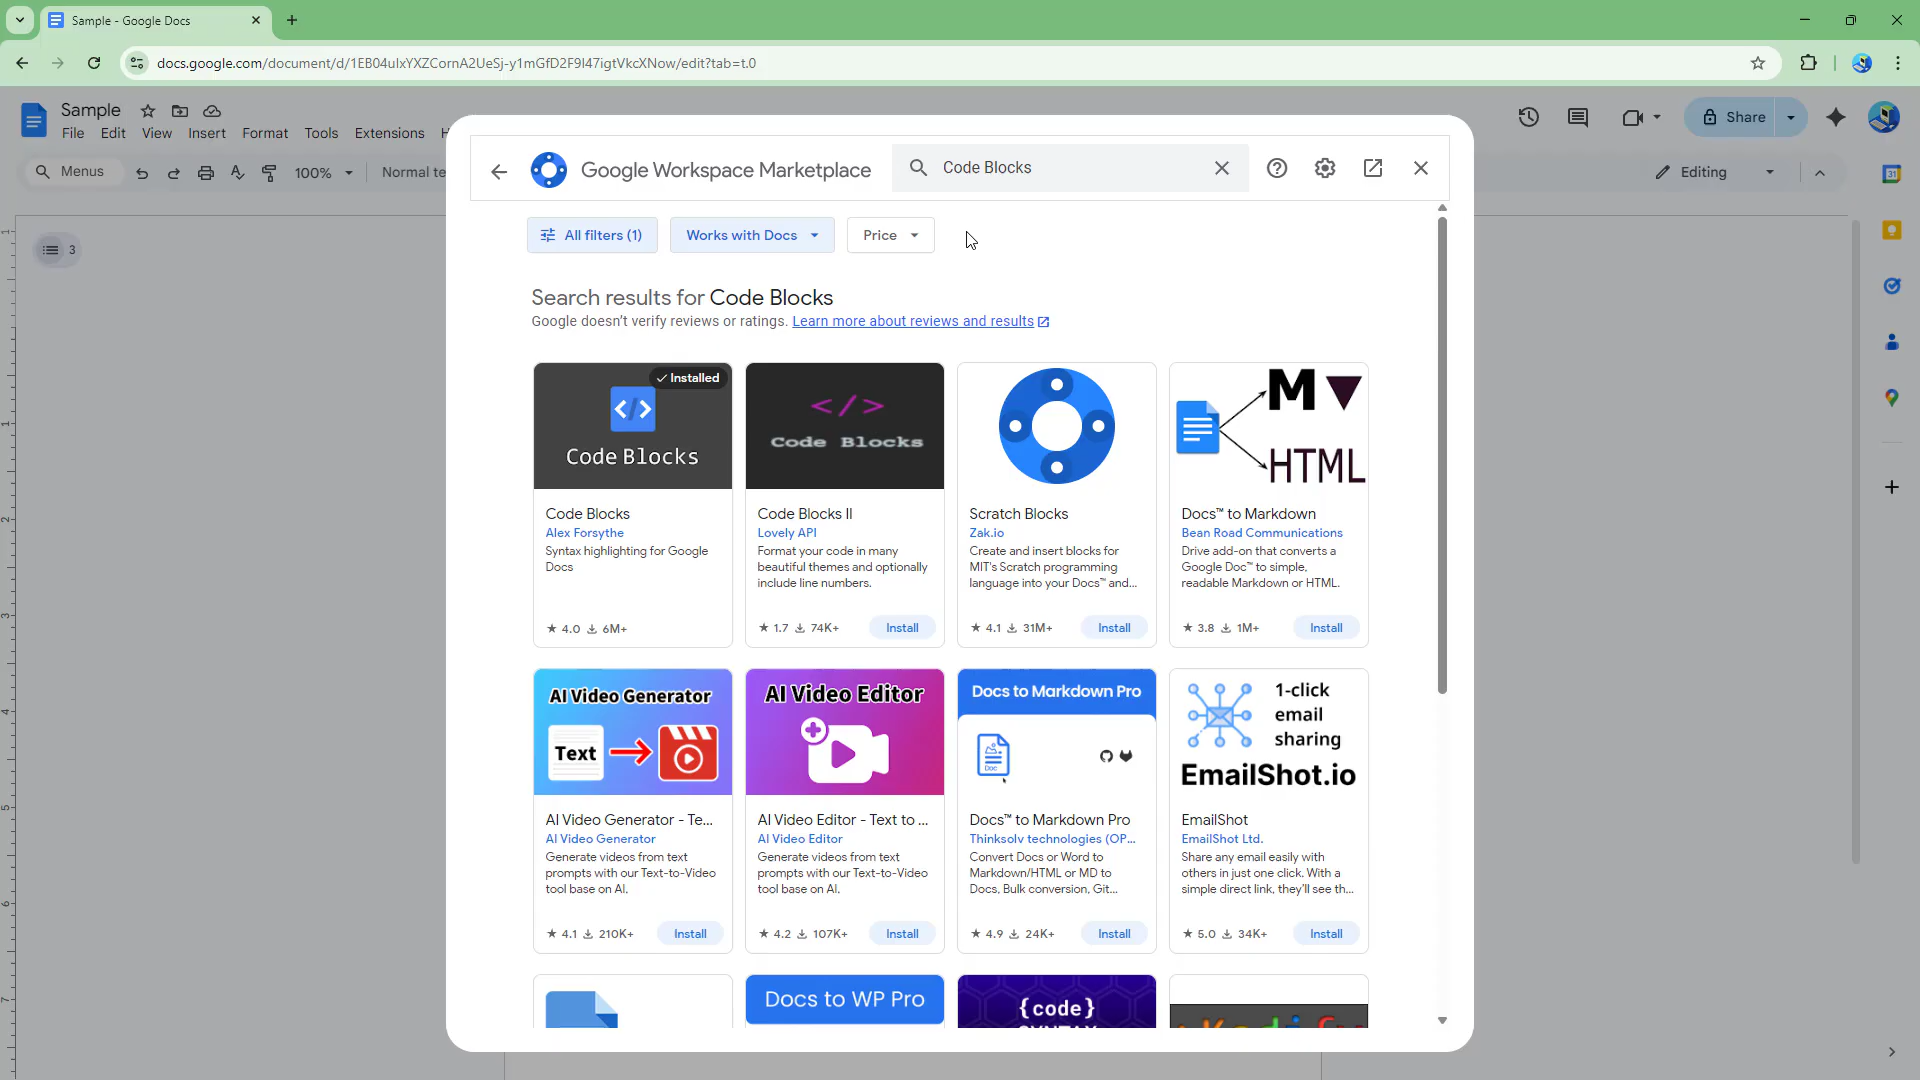 Sample - Google Docs
docs.google.com/document/d/1EB04uIxYXZCornA2UeSj-y1mGfD2F9I47igtVkcXNow/edit?tab=t.0
Sample
Share
File Edit View Insert Format Tools Extensions
Menus
100%
Normal te
Editing
Google Workspace Marketplace
Code Blocks
31
3
All filters (1)
Works with Docs
Price
Search results for Code Blocks
Google doesn't verify reviews or ratings. Learn more about reviews and results
Installed
</>
Code Blocks
Code Blocks
Alex Forsythe
Syntax highlighting for Google
Docs
4.0 6M+
</>
Code Blocks
Code Blocks II
Lovely API
Format your code in many
beautiful themes and optionally
include line numbers.
1.7 74K+
Install
Scratch Blocks
Zak.io
Create and insert blocks for
MIT's Scratch programming
language into your Docs™ and...
4.1 31M+
Install
M
HTML
Docs™ to Markdown
Bean Road Communications
Drive add-on that converts a
Google Doc™ to simple,
readable Markdown or HTML.
3.8 1M+
Install
AI Video Generator
Text
AI Video Generator - Te...
AI Video Generator
Generate videos from text
prompts with our Text-to-Video
tool base on AI.
4.1 210K+
Install
AI Video Editor
AI Video Editor - Text to ...
AI Video Editor
Generate videos from text
prompts with our Text-to-Video
tool base on AI.
4.2 107K+
Install
Docs to Markdown Pro
DOC
Docs™ to Markdown Pro
Thinksolv technologies (OP...
Convert Docs or Word to
Markdown/HTML or MD to
Docs, Bulk conversion, Git...
4.9 24K+
Install
1-click
email
sharing
EmailShot.io
EmailShot
EmailShot Ltd.
Share any email easily with
others in just one click. With a
simple direct link, they'll see th...
5.0 34K+
Install
Docs to WP Pro
{code}
1
2
3
4
5
6
7